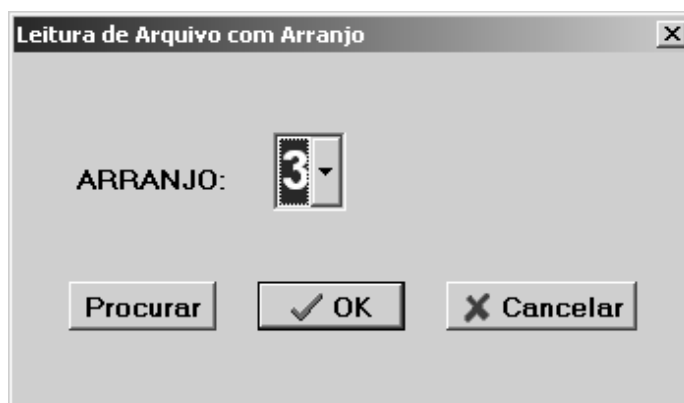 Leitura de Arquivo com Arranjo
ARRANJO: 3
Procurar OK Cancelar